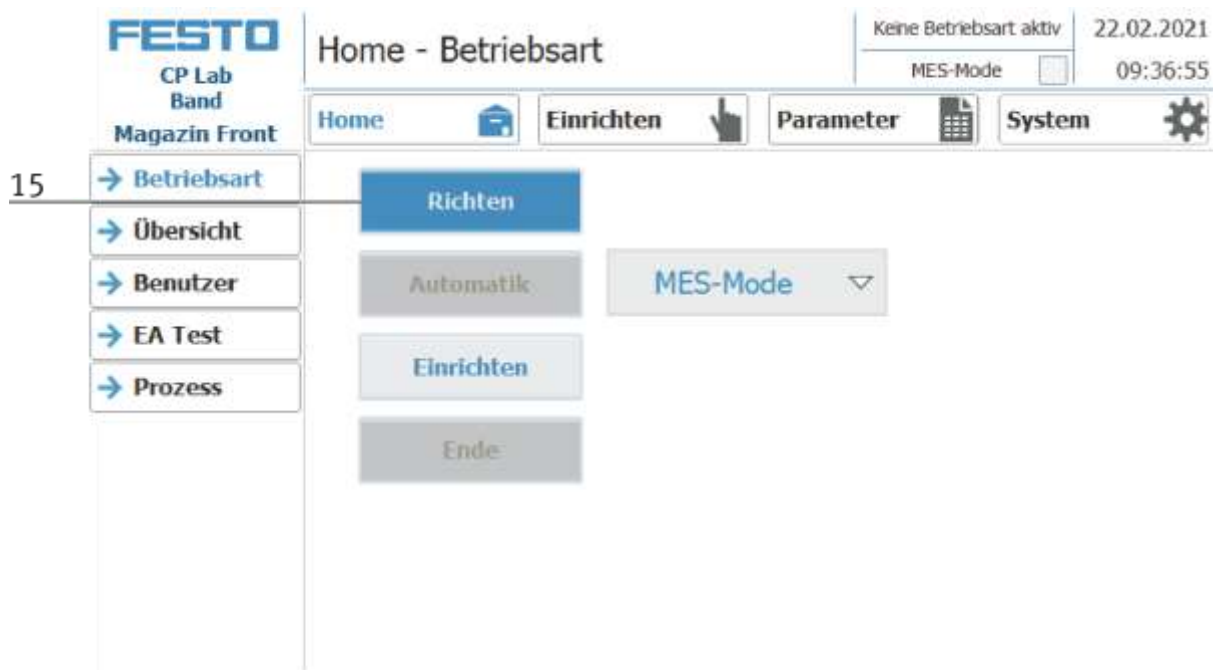 FESTO
CP Lab
Band
Magazin Front
Home - Betriebsart
Keine Betriebsart aktiv
MES-Mode
22.02.2021
09:36:55
Home
Einrichten
Parameter
System
15
Betriebsart
Übersicht
Benutzer
EA Test
Prozess
Richten
Automatik
MES-Mode
Einrichten
Ende